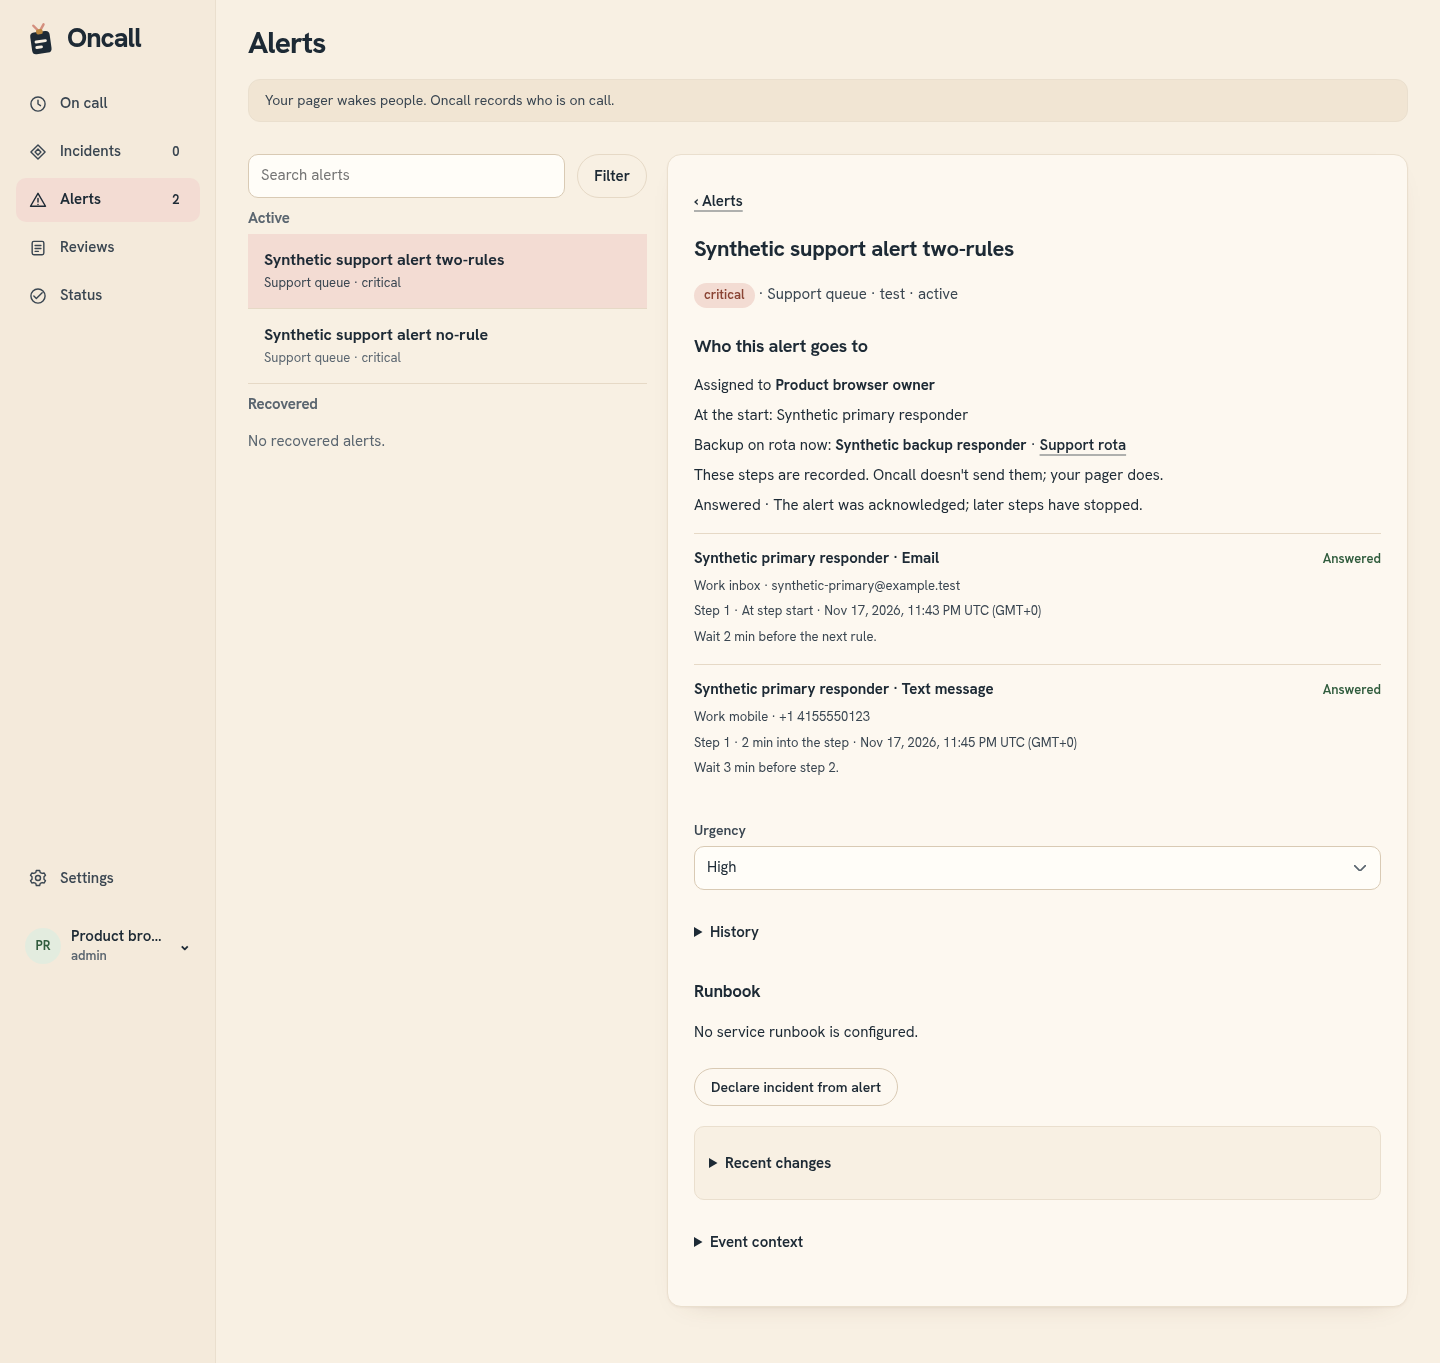 Oncall
On call
Incidents 0
Alerts 2
Reviews
Status
Settings
PR
Product bro...
admin
Alerts
Your pager wakes people. Oncall records who is on call.
Search alerts
Filter
Active
Synthetic support alert two-rules
Support queue · critical
Synthetic support alert no-rule
Support queue · critical
Recovered
No recovered alerts.
‹ Alerts
Synthetic support alert two-rules
critical · Support queue · test · active
Who this alert goes to
Assigned to Product browser owner
At the start: Synthetic primary responder
Backup on rota now: Synthetic backup responder · Support rota
These steps are recorded. Oncall doesn't send them; your pager does.
Answered · The alert was acknowledged; later steps have stopped.
Synthetic primary responder · Email Answered
Work inbox · synthetic-primary@example.test
Step 1 · At step start · Nov 17, 2026, 11:43 PM UTC (GMT+0)
Wait 2 min before the next rule.
Synthetic primary responder · Text message Answered
Work mobile · +1 4155550123
Step 1 · 2 min into the step · Nov 17, 2026, 11:45 PM UTC (GMT+0)
Wait 3 min before step 2.
Urgency
High
History
Runbook
No service runbook is configured.
Declare incident from alert
Recent changes
Event context